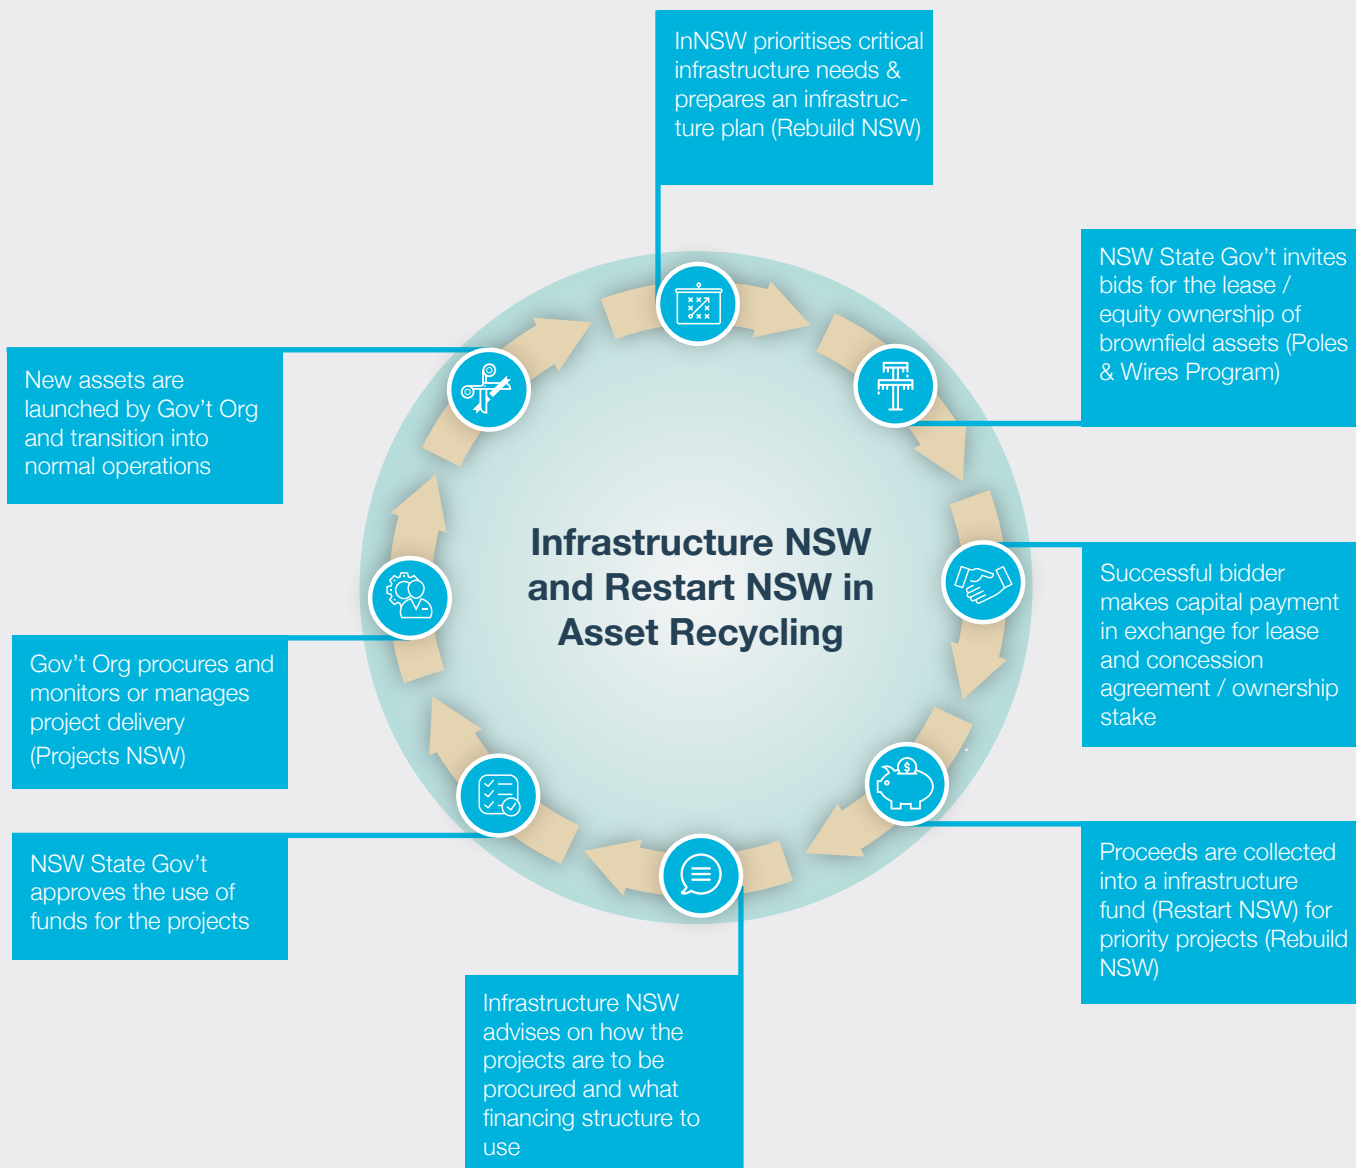 InNSW prioritises critical
infrastructure needs &
prepares an infrastruc-
ture plan (Rebuild NSW)
NSW State Gov’t invites
bids for the lease /
equity ownership of
brownfield assets (Poles
& Wires Program)
Successful bidder
makes capital payment
in exchange for lease
and concession
agreement / ownership
stake
Proceeds are collected
into a infrastructure
fund (Restart NSW) for
priority projects (Rebuild
NSW)
Infrastructure NSW
advises on how the
projects are to be
procured and what
financing structure to
use
NSW State Gov’t
approves the use of
funds for the projects
Gov’t Org procures and
monitors or manages
project delivery
(Projects NSW)
New assets are
launched by Gov’t Org
and transition into
normal operations
Infrastructure NSW
and Restart NSW in
Asset Recycling
$